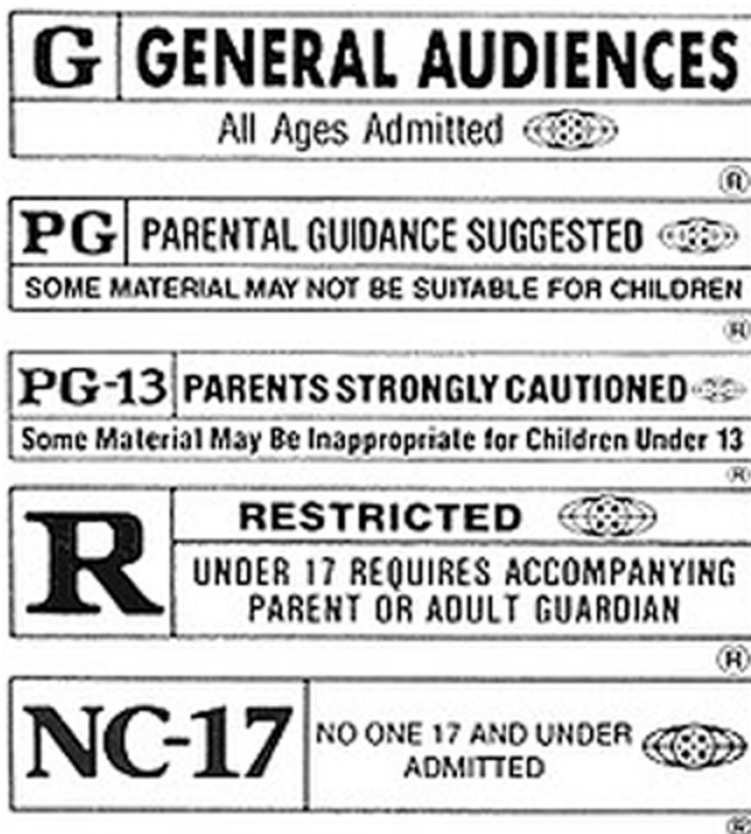 G GENERAL AUDIENCES
All Ages Admitted
®
PG PARENTAL GUIDANCE SUGGESTED
SOME MATERIAL MAY NOT BE SUITABLE FOR CHILDREN
®
PG-13 PARENTS STRONGLY CAUTIONED
Some Material May Be Inappropriate for Children Under 13
®
R RESTRICTED
UNDER 17 REQUIRES ACCOMPANYING
PARENT OR ADULT GUARDIAN
®
NC-17 NO ONE 17 AND UNDER
ADMITTED
®